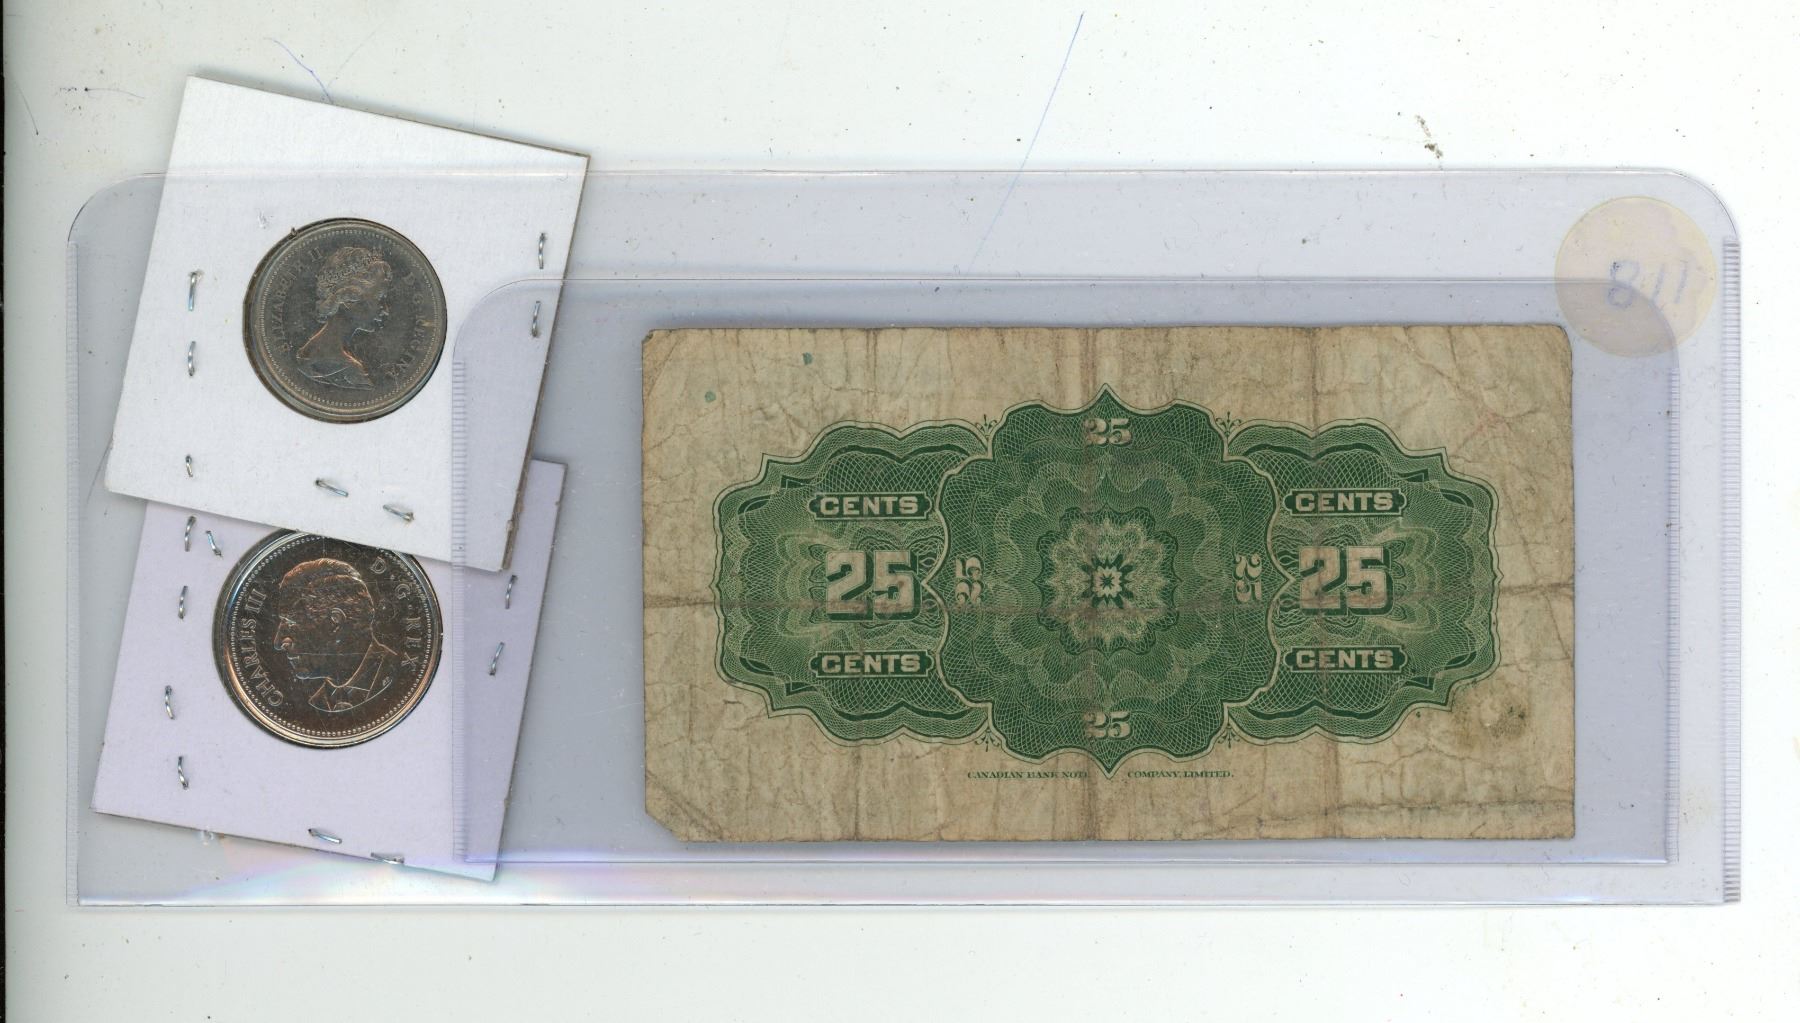 ELIZABETH II D·G·REGINA
CHARLES III D·G·REX
811
25
CENTS CENTS
25 25 25 25
CENTS CENTS
25
CANADIAN BANK NOTE COMPANY, LIMITED.